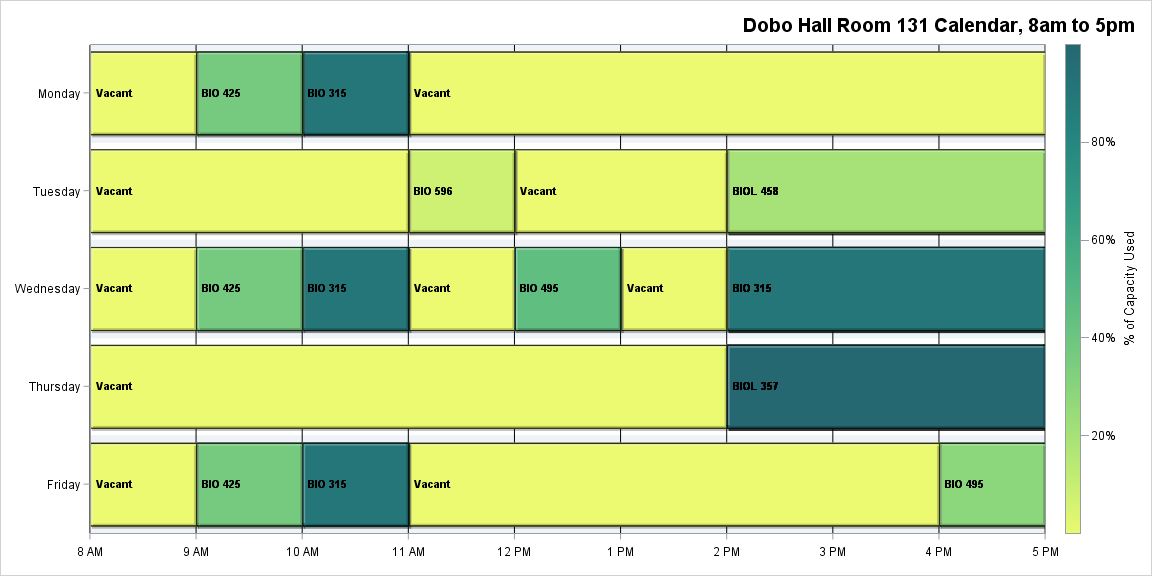 Dobo Hall Room 131 Calendar, 8am to 5pm
Monday Vacant BIO 425 BIO 315 Vacant
80%
Tuesday Vacant BIO 596 Vacant BIOL 458
60%
% of Capacity Used
Wednesday Vacant BIO 425 BIO 315 Vacant BIO 495 Vacant BIO 315
40%
Thursday Vacant BIOL 357
20%
Friday Vacant BIO 425 BIO 315 Vacant BIO 495
8 AM 9 AM 10 AM 11 AM 12 PM 1 PM 2 PM 3 PM 4 PM 5 PM